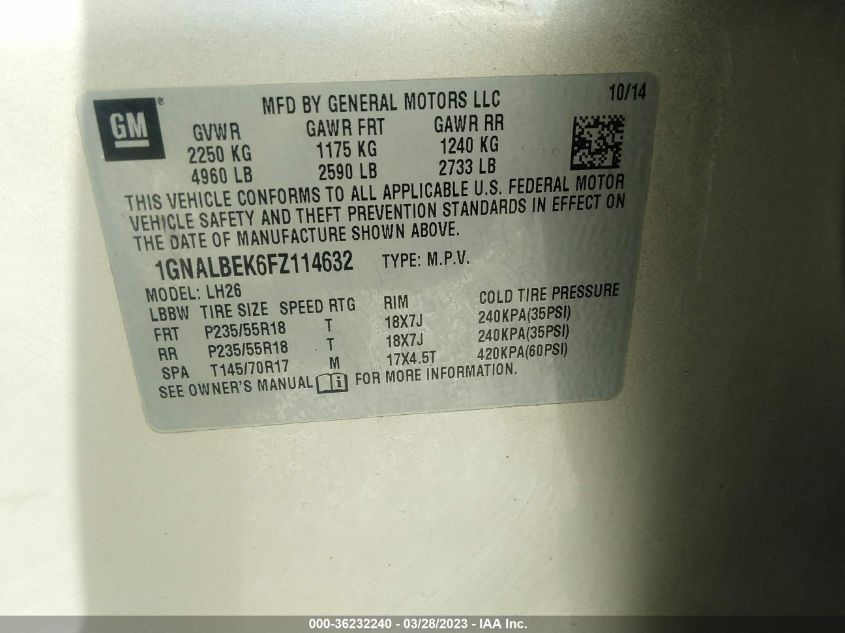 GM ® MFD BY GENERAL MOTORS LLC 10/14
GVWR GAWR FRT GAWR RR
2250 KG 1175 KG 1240 KG
4960 LB 2590 LB 2733 LB
THIS VEHICLE CONFORMS TO ALL APPLICABLE U.S. FEDERAL MOTOR
VEHICLE SAFETY AND THEFT PREVENTION STANDARDS IN EFFECT ON
THE DATE OF MANUFACTURE SHOWN ABOVE.
1GNALBEK6FZ114632 TYPE: M.P.V.
MODEL: LH26
LBBW TIRE SIZE SPEED RTG RIM COLD TIRE PRESSURE
FRT P235/55R18 T 18X7J 240KPA(35PSI)
RR P235/55R18 T 18X7J 240KPA(35PSI)
SPA T145/70R17 M 17X4.5T 420KPA(60PSI)
SEE OWNER'S MANUAL FOR MORE INFORMATION.
000-36232240 - 03/28/2023 - IAA Inc.